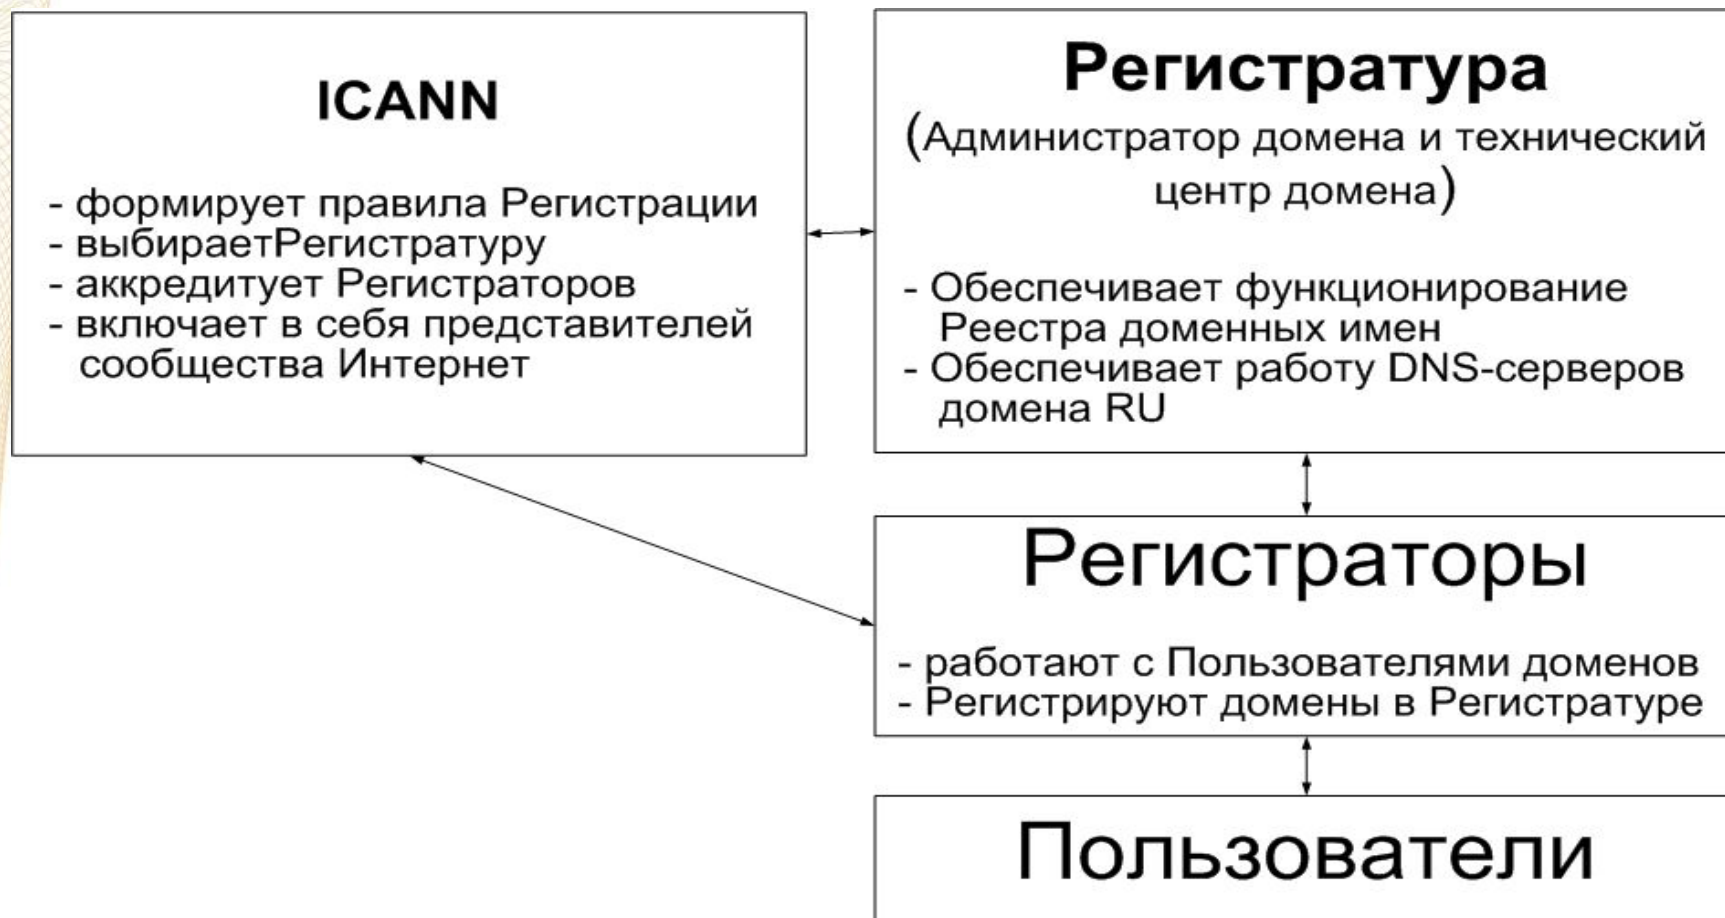 ICANN
- формирует правила Регистрации
- выбираетРегистратуру
- аккредитует Регистраторов
- включает в себя представителей
сообщества Интернет
Регистратура
(Администратор домена и технический
центр домена)
- Обеспечивает функционирование
Реестра доменных имен
- Обеспечивает работу DNS-серверов
домена RU
Регистраторы
- работают с Пользователями доменов
- Регистрируют домены в Регистратуре
Пользователи